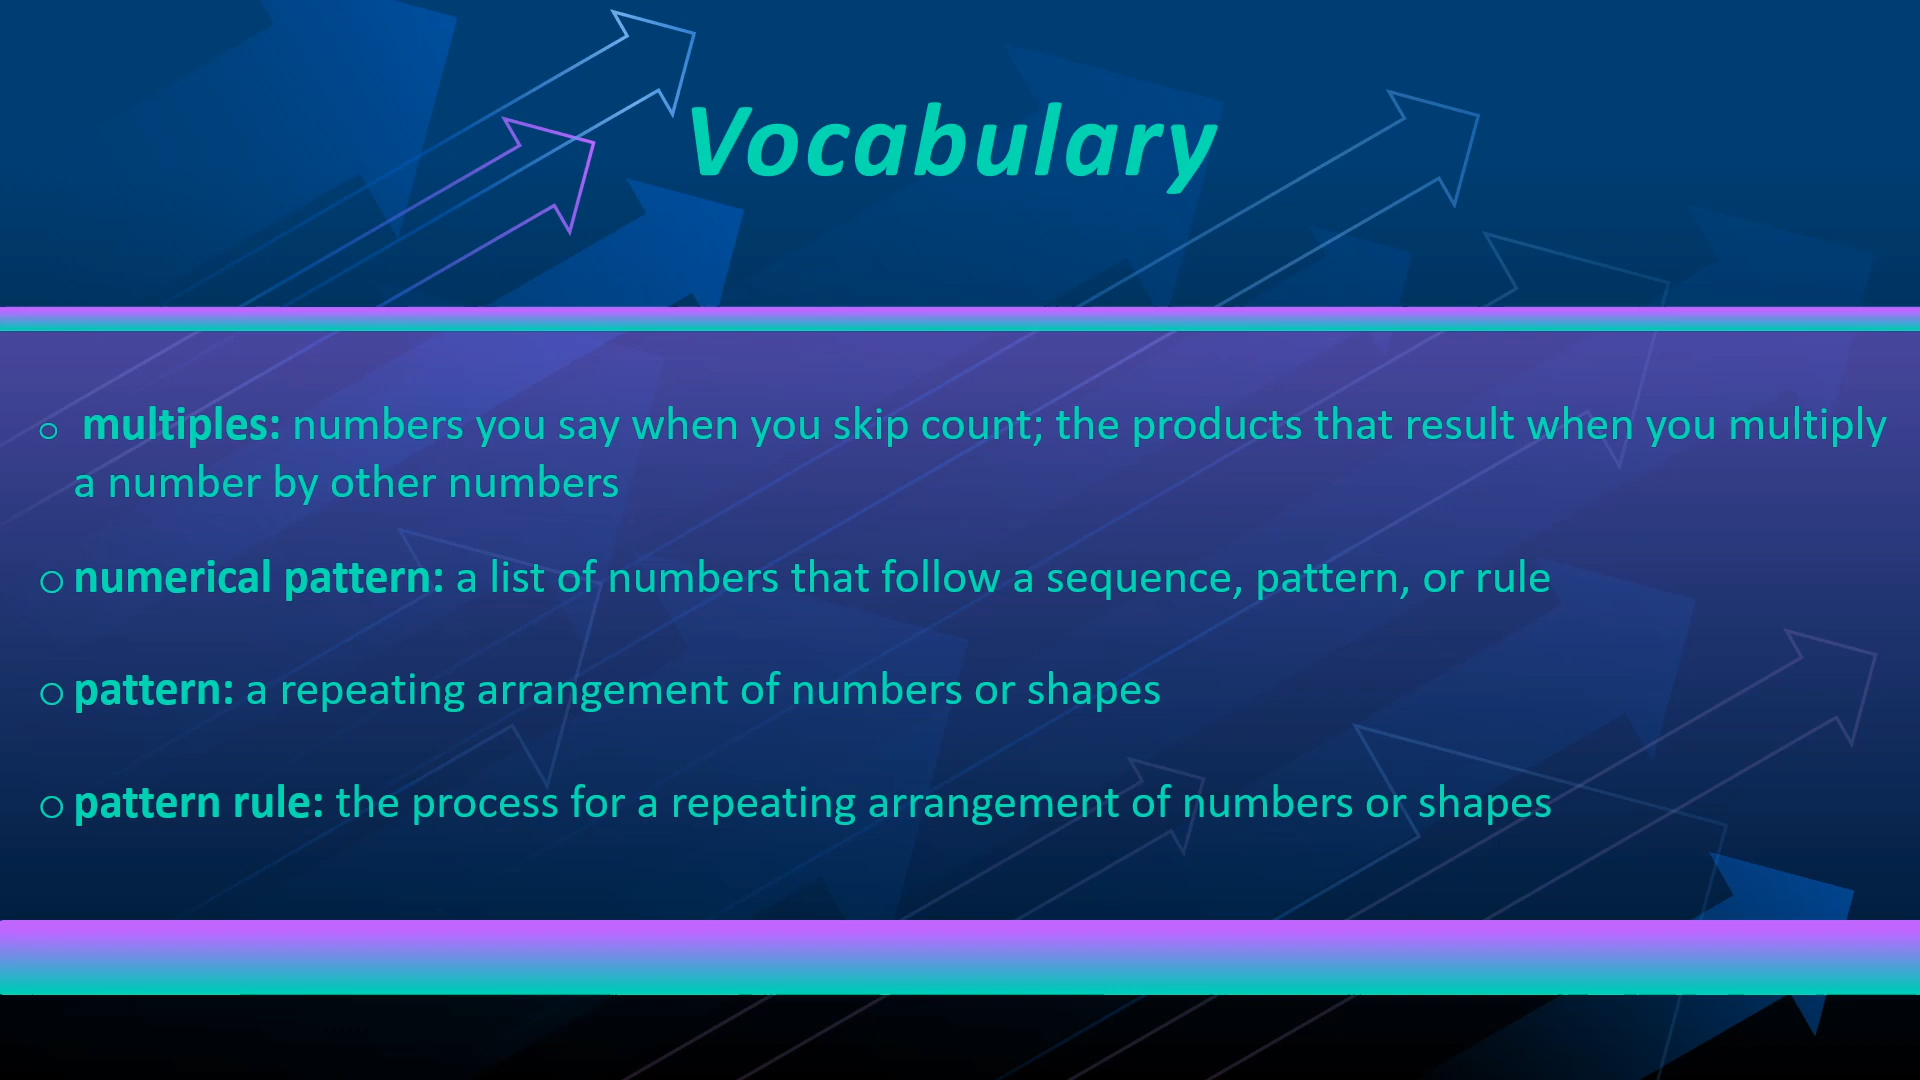 Vocabulary
o multiples: numbers you say when you skip count; the products that result when you multiply
a number by other numbers
o numerical pattern: a list of numbers that follow a sequence, pattern, or rule
o pattern: a repeating arrangement of numbers or shapes
o pattern rule: the process for a repeating arrangement of numbers or shapes